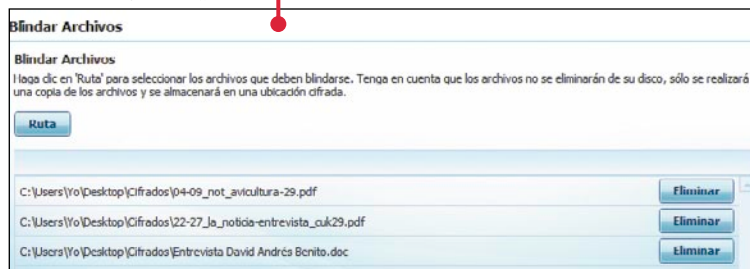 Blindar Archivos
Blindar Archivos
Haga clic en 'Ruta' para seleccionar los archivos que deben blindarse. Tenga en cuenta que los archivos no se eliminarán de su disco, sólo se realizará
una copia de los archivos y se almacenará en una ubicación cifrada.
Ruta
C:\Users\Yo\Desktop\Cifrados\04-09_not_avicultura-29.pdf Eliminar
C:\Users\Yo\Desktop\Cifrados\22-27_la_noticia-entrevista_cuk29.pdf Eliminar
C:\Users\Yo\Desktop\Cifrados\Entrevista David Andrés Benito.doc Eliminar